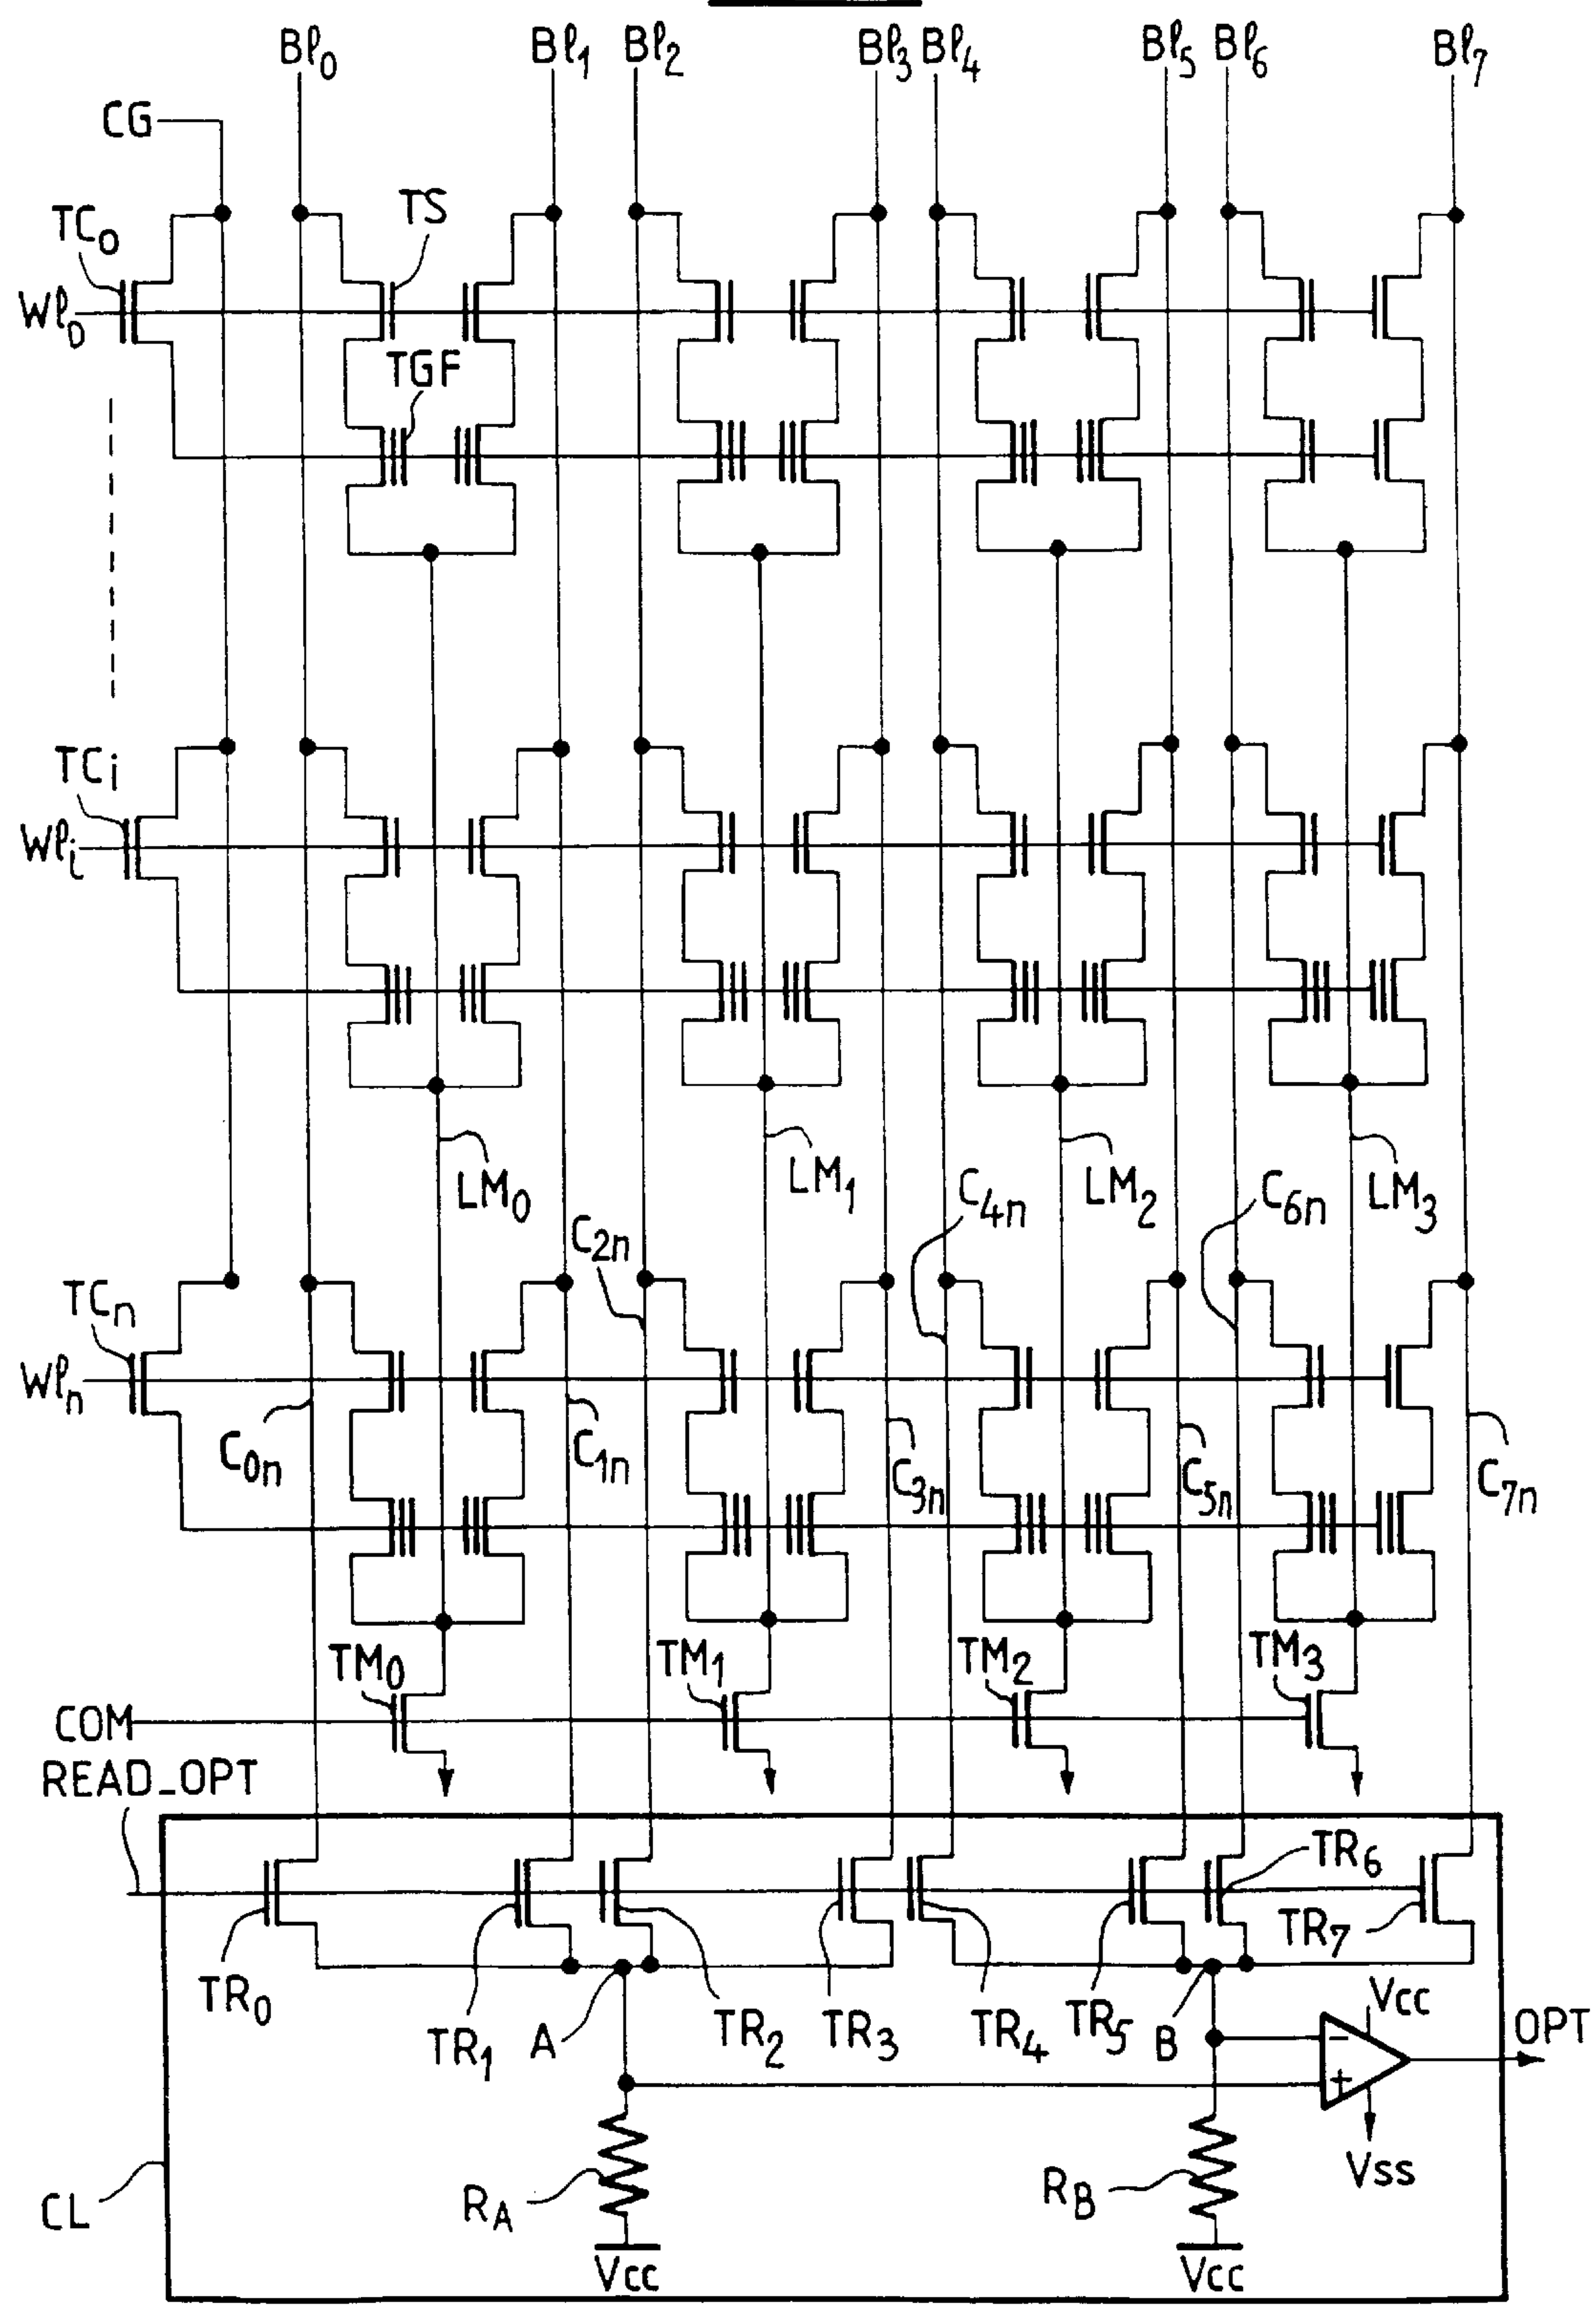 Bℓ0 Bℓ1 Bℓ2 Bℓ3 Bℓ4 Bℓ5 Bℓ6 Bℓ7
CG
TC0
TS
Wℓ0
TGF
TCi
Wℓi
LM0 LM1 LM2 LM3
C4n C6n
C2n
TCn
Wℓn
C0n C1n C3n C5n C7n
TM0 TM1 TM2 TM3
COM
READ_OPT
TR6
TR7
TR0 TR1 A TR2 TR3 TR4 TR5 B
Vcc
OPT
-
+
Vss
CL
RA RB
Vcc Vcc